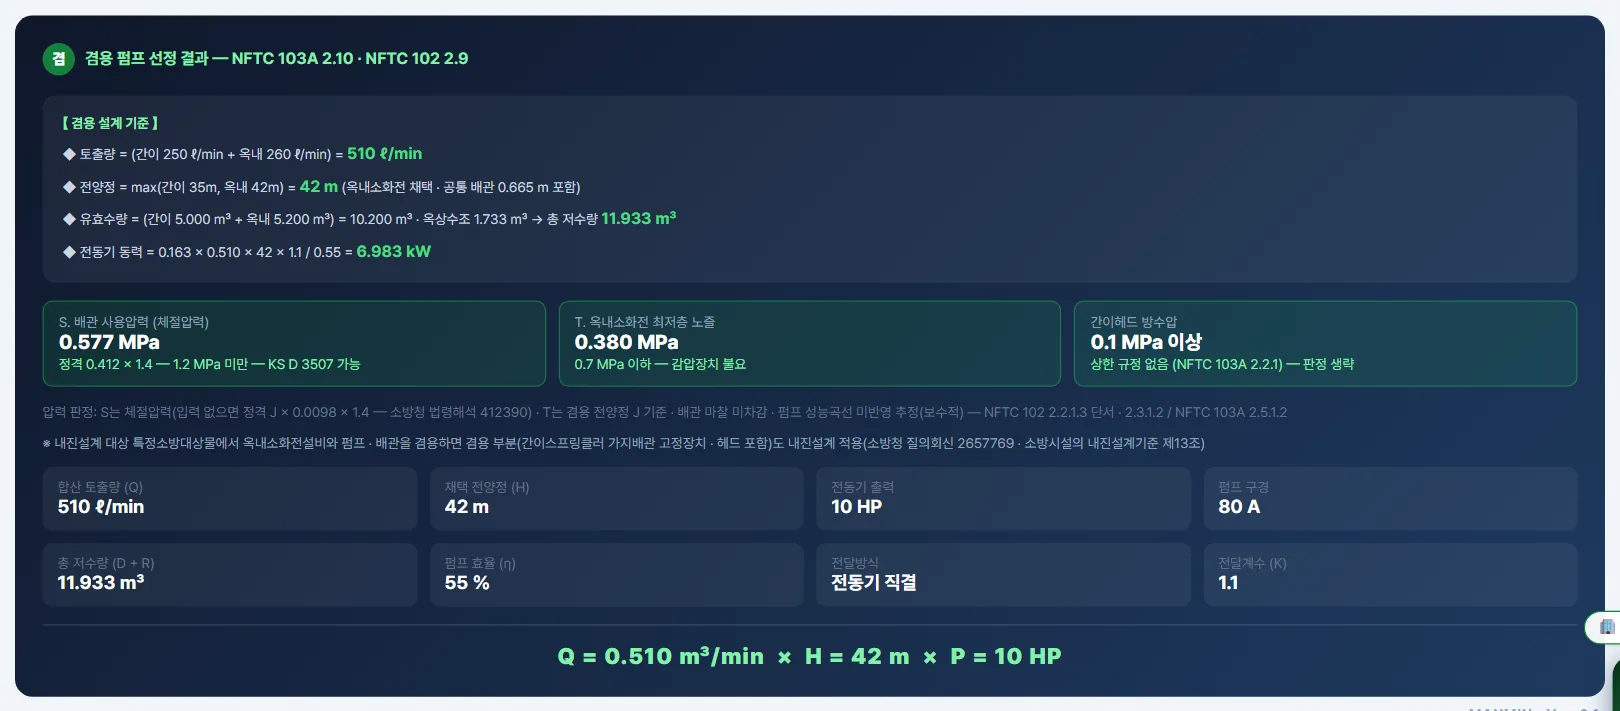 겸 겸용 펌프 선정 결과 — NFTC 103A 2.10 · NFTC 102 2.9
【 겸용 설계 기준 】
◆ 토출량 = (간이 250 ℓ/min + 옥내 260 ℓ/min) = 510 ℓ/min
◆ 전양정 = max(간이 35m, 옥내 42m) = 42 m (옥내소화전 채택 · 공통 배관 0.665 m 포함)
◆ 유효수량 = (간이 5.000 m³ + 옥내 5.200 m³) = 10.200 m³ · 옥상수조 1.733 m³ → 총 저수량 11.933 m³
◆ 전동기 동력 = 0.163 × 0.510 × 42 × 1.1 / 0.55 = 6.983 kW
S. 배관 사용압력 (체절압력)
0.577 MPa
정격 0.412 × 1.4 — 1.2 MPa 미만 — KS D 3507 가능
T. 옥내소화전 최저층 노즐
0.380 MPa
0.7 MPa 이하 — 감압장치 불요
간이헤드 방수압
0.1 MPa 이상
상한 규정 없음 (NFTC 103A 2.2.1) — 판정 생략
압력 판정: S는 체절압력(입력 없으면 정격 J × 0.0098 × 1.4 — 소방청 법령해석 412390) · T는 겸용 전양정 J 기준 · 배관 마찰 미차감 · 펌프 성능곡선 미반영 추정(보수적) — NFTC 102 2.2.1.3 단서 · 2.3.1.2 / NFTC 103A 2.5.1.2
※ 내진설계 대상 특정소방대상물에서 옥내소화전설비와 펌프 · 배관을 겸용하면 겸용 부분(간이스프링클러 가지배관 고정장치 · 헤드 포함)도 내진설계 적용(소방청 질의회신 2657769 · 소방시설의 내진설계기준 제13조)
합산 토출량 (Q)
510 ℓ/min
채택 전양정 (H)
42 m
전동기 출력
10 HP
펌프 구경
80 A
총 저수량 (D + R)
11.933 m³
펌프 효율 (η)
55 %
전달방식
전동기 직결
전달계수 (K)
1.1
Q = 0.510 m³/min × H = 42 m × P = 10 HP